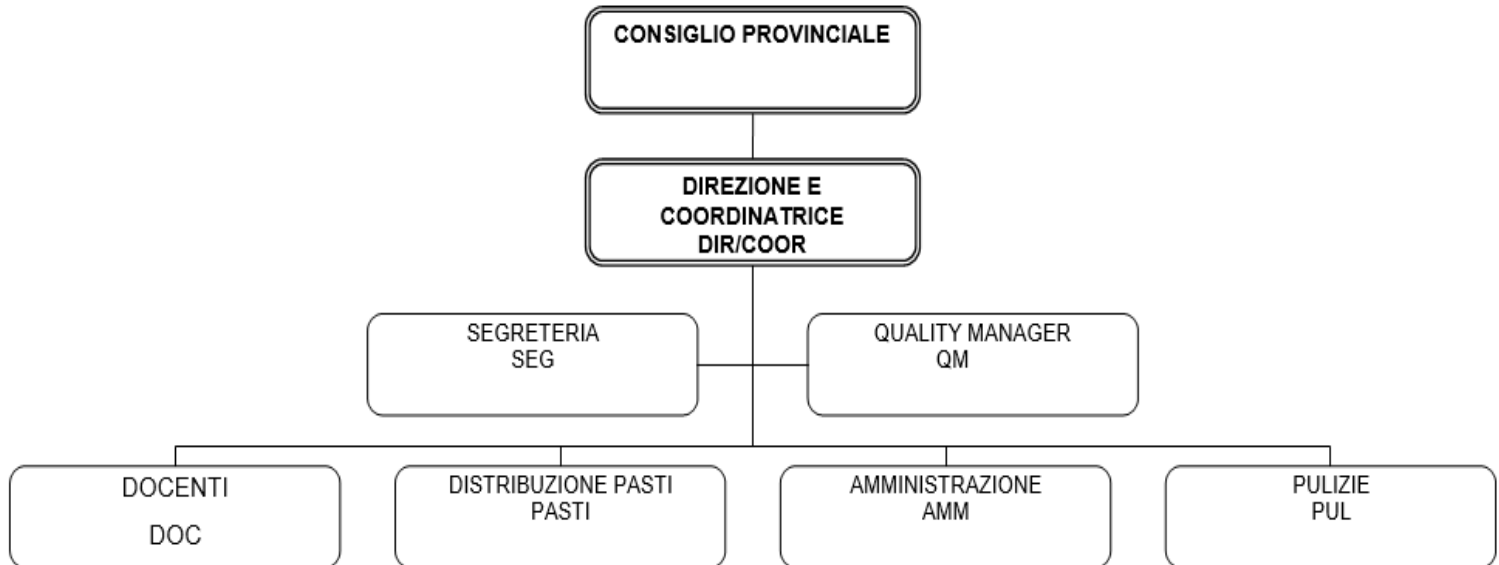 CONSIGLIO PROVINCIALE
DIREZIONE E
COORDINATRICE
DIR/COOR
SEGRETERIA
SEG
QUALITY MANAGER
QM
DOCENTI
DOC
DISTRIBUZIONE PASTI
PASTI
AMMINISTRAZIONE
AMM
PULIZIE
PUL